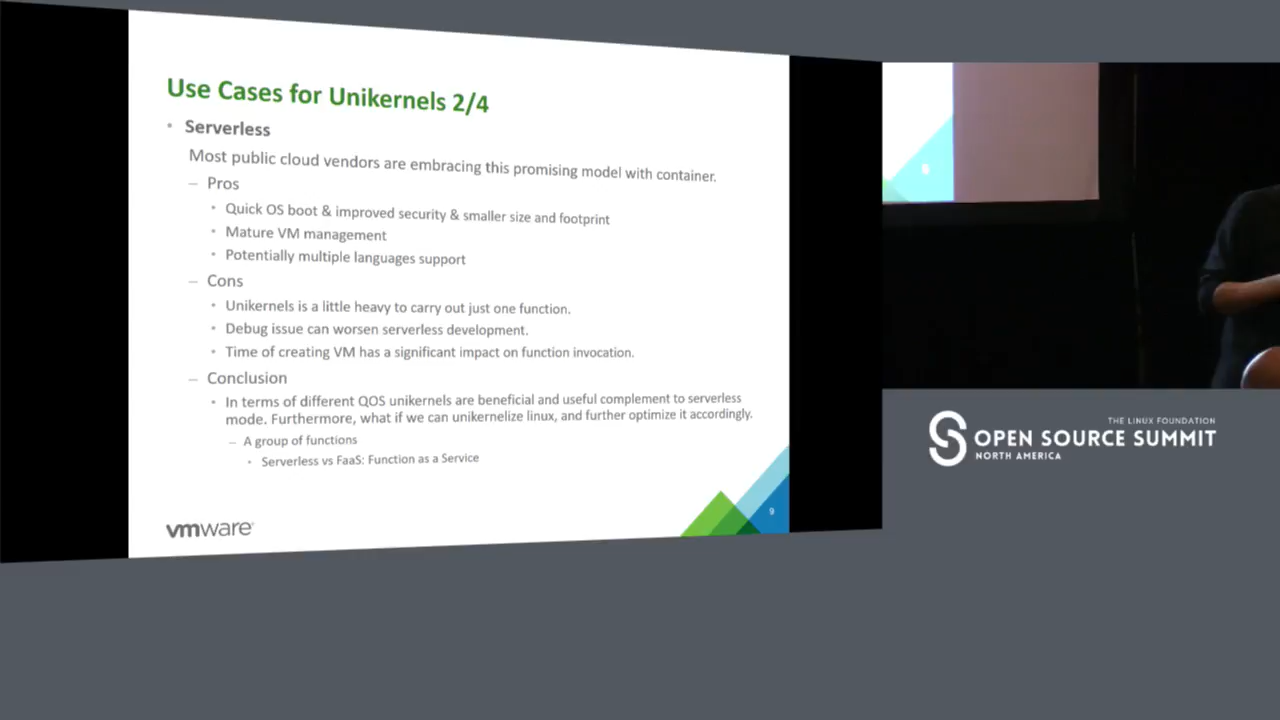 Use Cases for Unikernels 2/4
• Serverless
Most public cloud vendors are embracing this promising model with container.
– Pros
• Quick OS boot & improved security & smaller size and footprint
• Mature VM management
• Potentially multiple languages support
– Cons
• Unikernels is a little heavy to carry out just one function.
• Debug issue can worsen serverless development.
• Time of creating VM has a significant impact on function invocation.
– Conclusion
• In terms of different QOS unikernels are beneficial and useful complement to serverless
mode. Furthermore, what if we can unikernelize linux, and further optimize it accordingly.
– A group of functions
• Serverless vs FaaS: Function as a Service
vmware
9
THE LINUX FOUNDATION
OPEN SOURCE SUMMIT
NORTH AMERICA